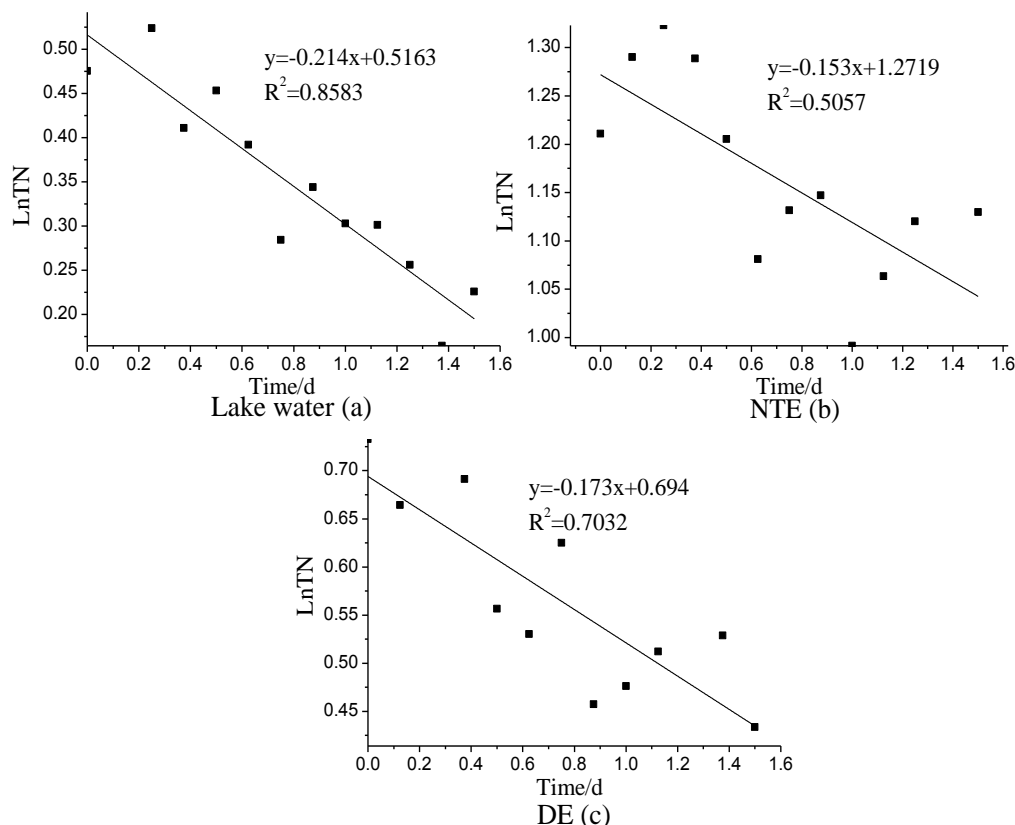 0.50
0.45
0.40
0.35
0.30
0.25
0.20
LnTN
y=-0.214x+0.5163
R²=0.8583
0.0 0.2 0.4 0.6 0.8 1.0 1.2 1.4 1.6
Time/d
Lake water (a)
1.30
1.25
1.20
1.15
1.10
1.05
1.00
LnTN
y=-0.153x+1.2719
R²=0.5057
0.0 0.2 0.4 0.6 0.8 1.0 1.2 1.4 1.6
Time/d
NTE (b)
0.70
0.65
0.60
0.55
0.50
0.45
LnTN
y=-0.173x+0.694
R²=0.7032
0.0 0.2 0.4 0.6 0.8 1.0 1.2 1.4 1.6
Time/d
DE (c)